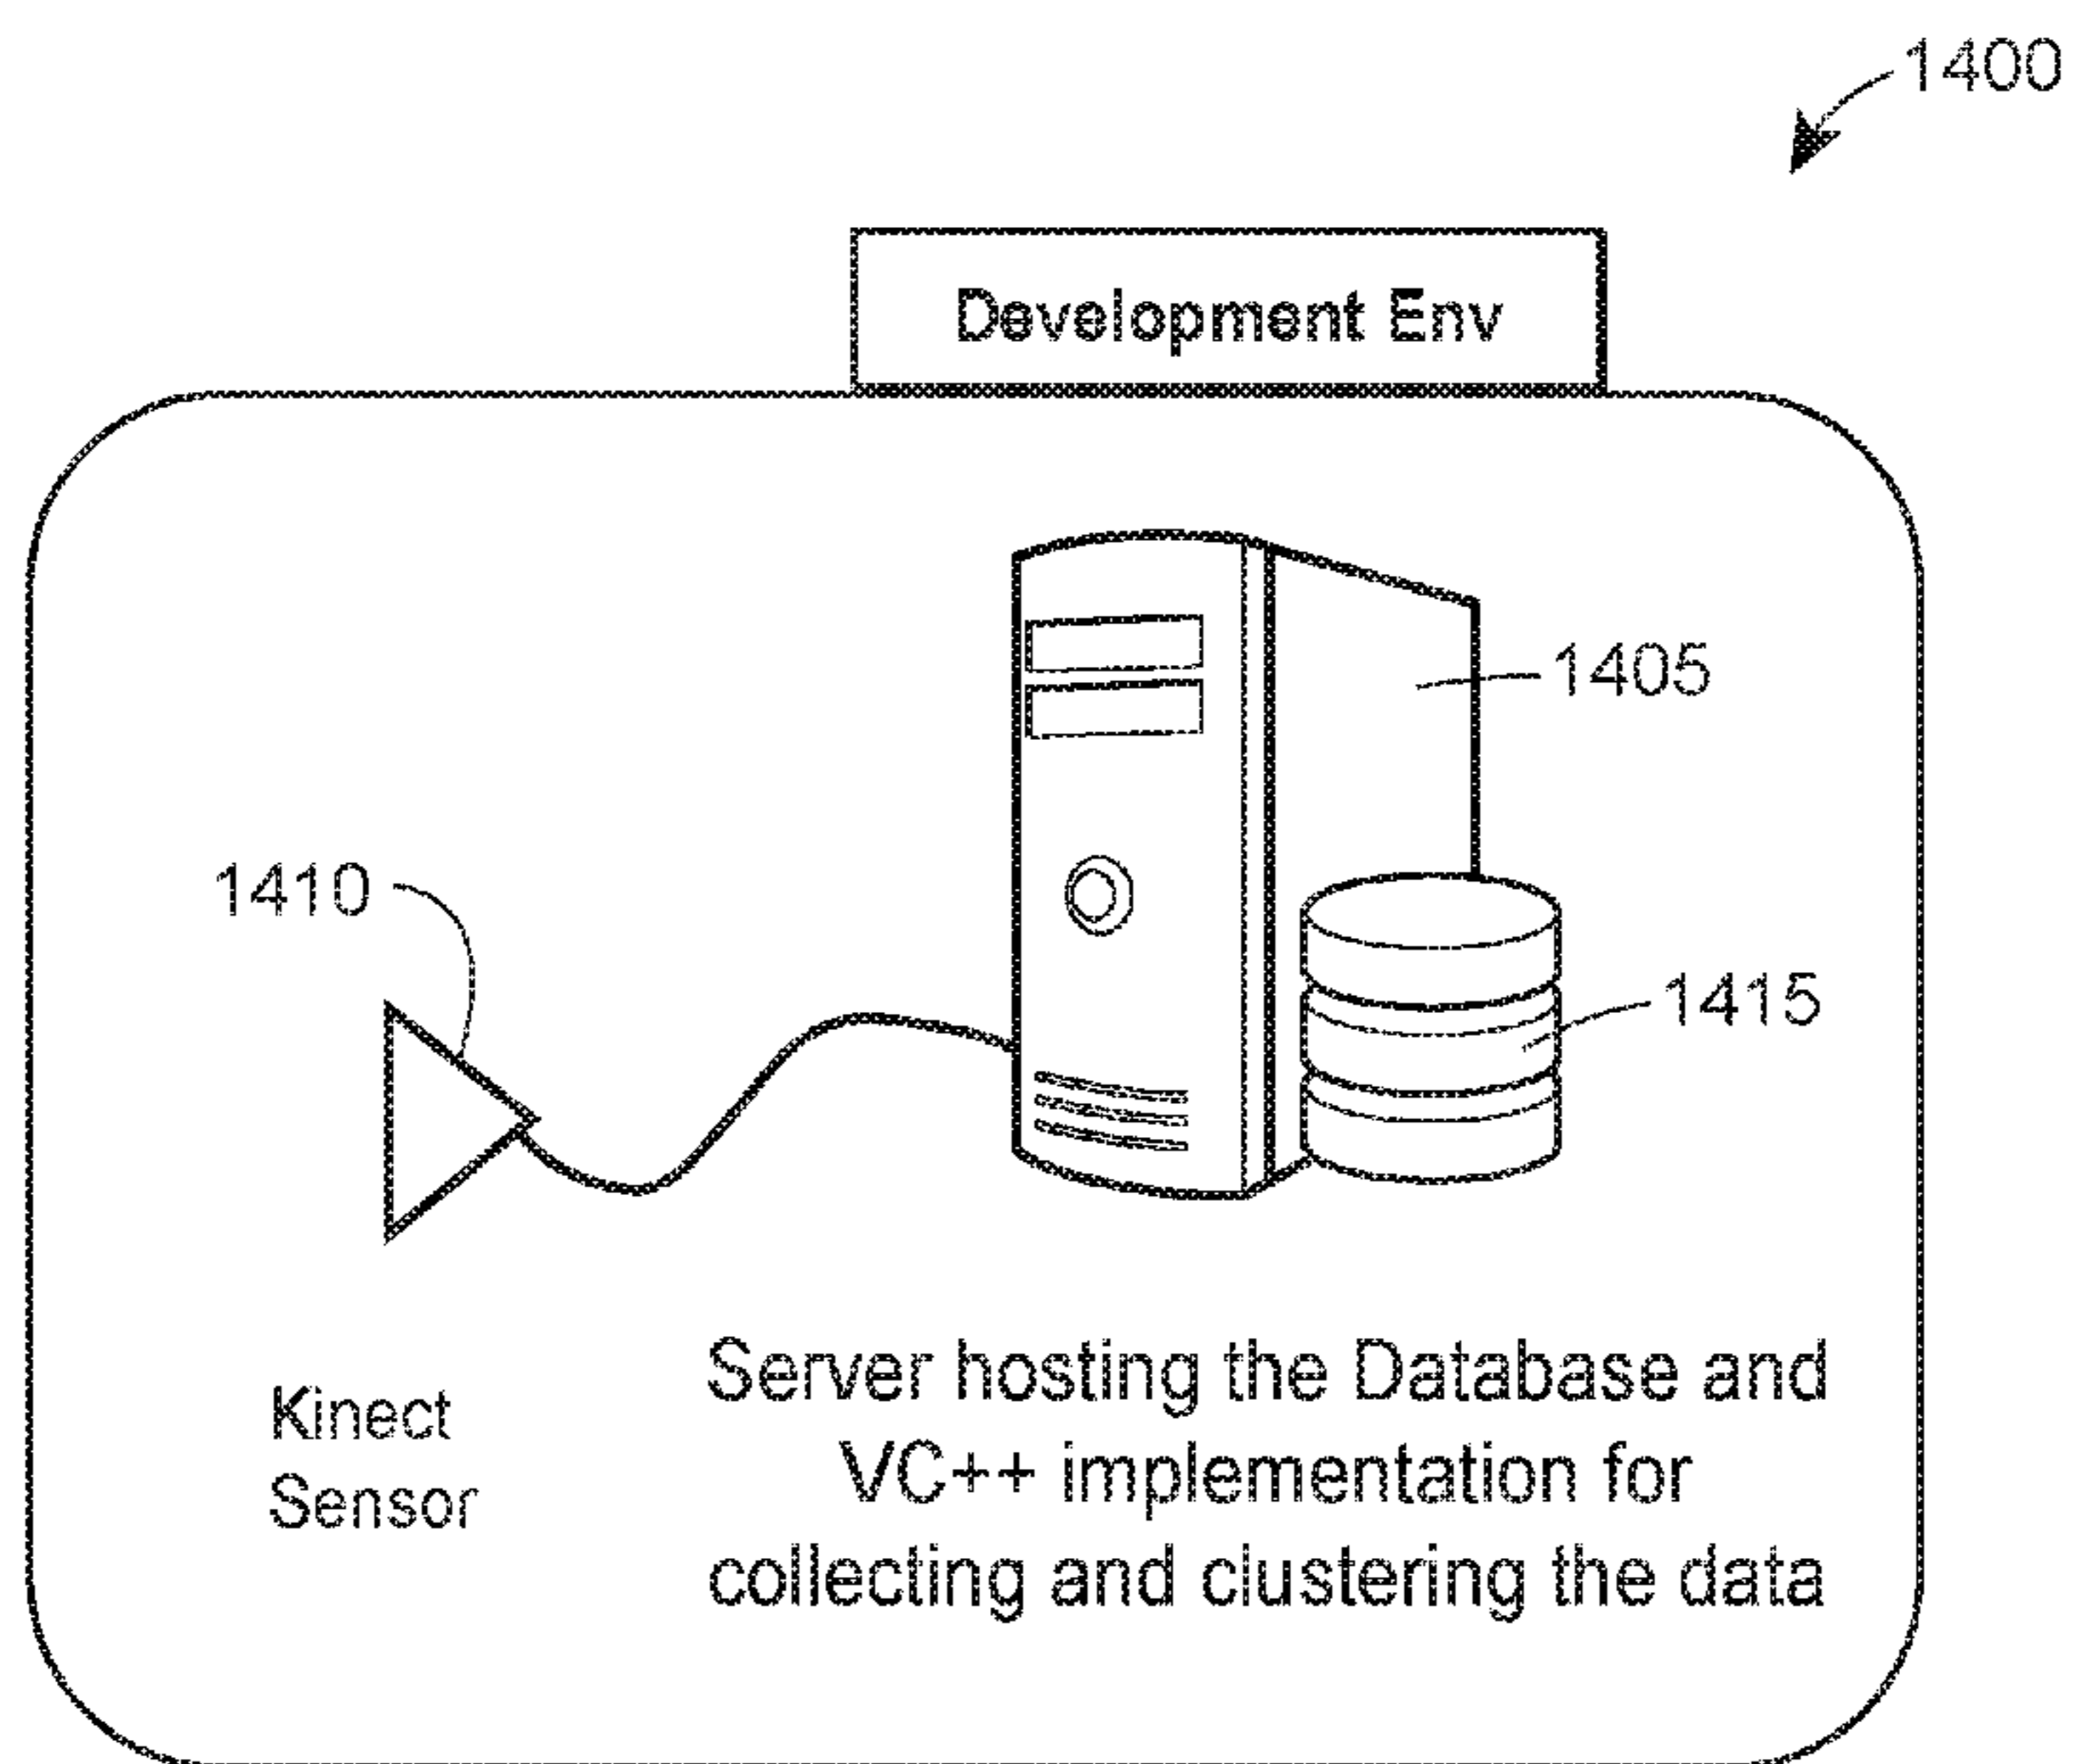 1400
Development Env
1405
1410
1415
Kinect
Sensor
Server hosting the Database and
VC++ implementation for
collecting and clustering the data